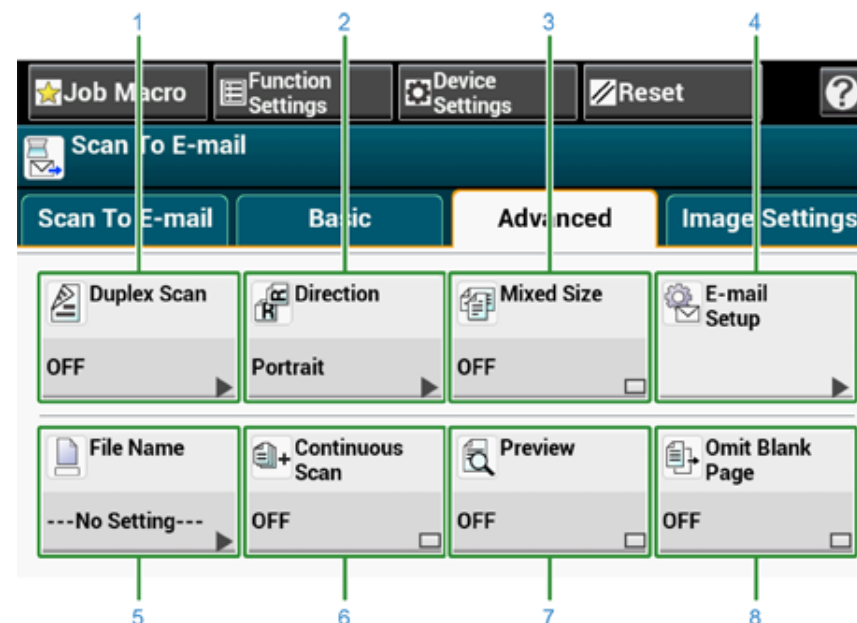 1 2 3 4
Job Macro Function Settings Device Settings Reset ?
Scan To E-mail
Scan To E-mail Basic Advanced Image Settings
Duplex Scan Direction Mixed Size E-mail Setup
OFF Portrait OFF
File Name Continuous Scan Preview Omit Blank Page
---No Setting--- OFF OFF OFF
5 6 7 8